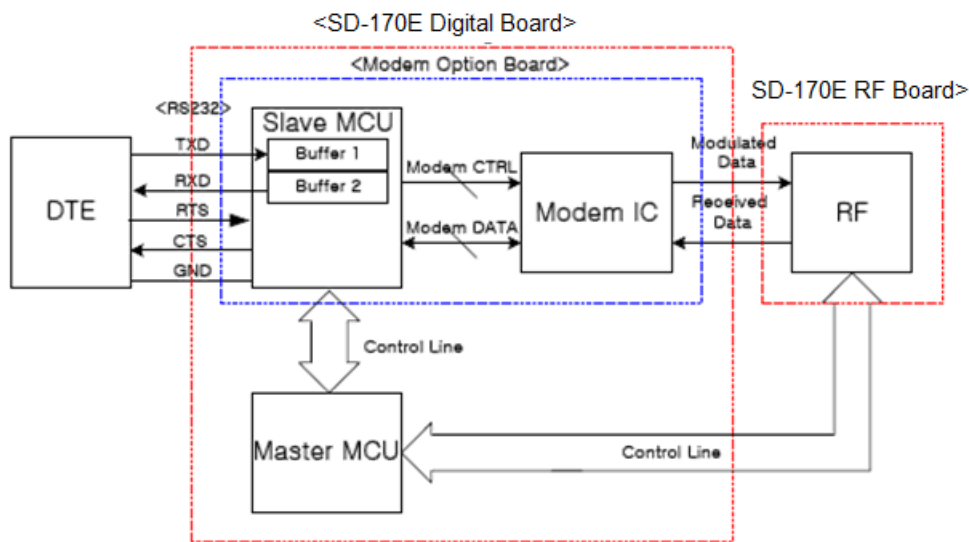 <SD-170E Digital Board>
<Modem Option Board>
SD-170E RF Board>
<RS232>
Slave MCU
TXD
Buffer 1
Modulated
Data
RXD
Buffer 2
Modem CTRL
DTE
RTS
Modem IC
Received
Data
RF
CTS
Modem DATA
GND
Control Line
Master MCU
Control Line